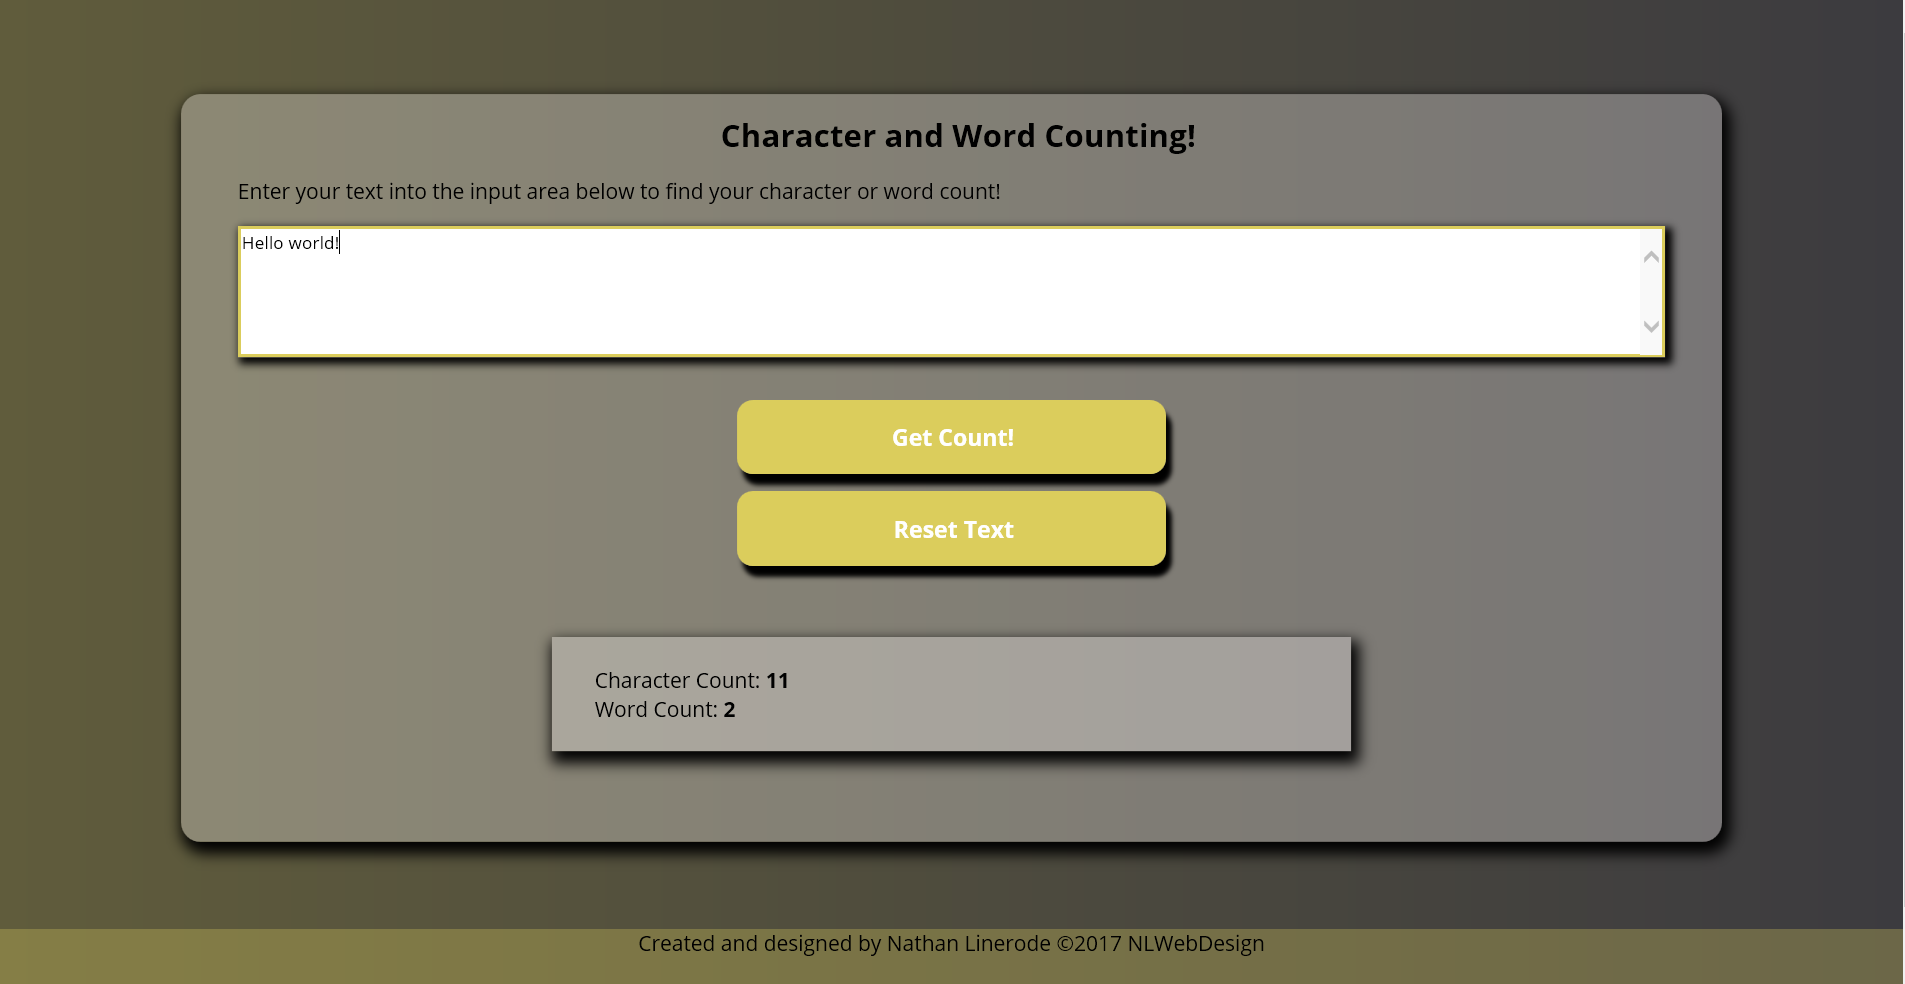 Character and Word Counting!
Enter your text into the input area below to find your character or word count!
Hello world!
Get Count!
Reset Text
Character Count: 11
Word Count: 2
Created and designed by Nathan Linerode ©2017 NLWebDesign